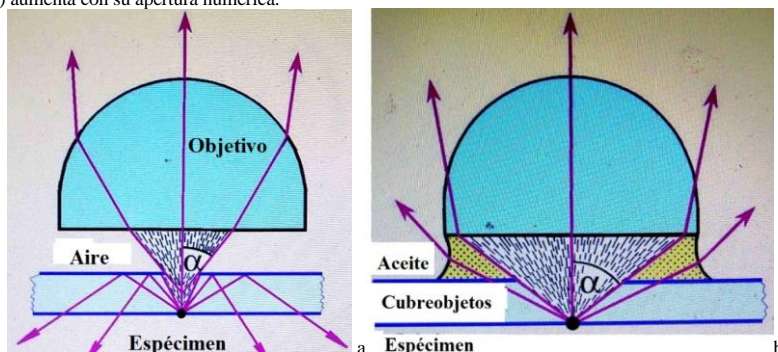 ) aumenta con su apertura numérica.
Objetivo
Aire
α
Espécimen
a
Aceite
α
Cubreobjetos
Espécimen
b